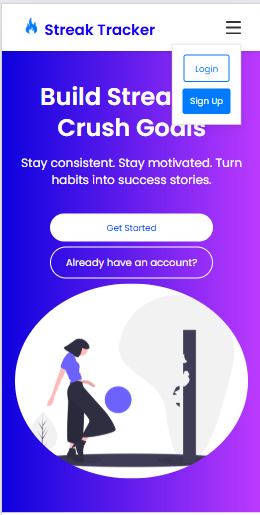 Streak Tracker
Login
Sign Up
Build Strea
Crush Goals
Stay consistent. Stay motivated. Turn
habits into success stories.
Get Started
Already have an account?